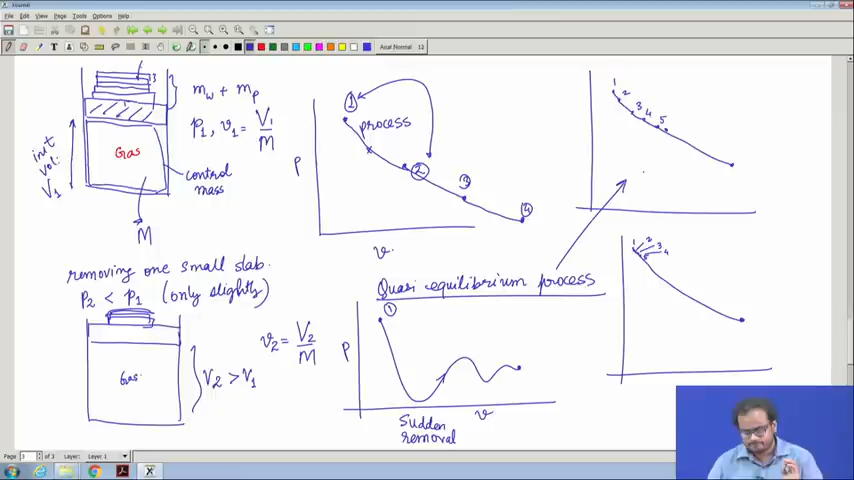 Journal
File Edit View Page Tools Options Help
Axial Normal 12
m_w + m_p
p_1, v_1 = V_1/M
init vol: V_1
Gas
control mass
M
removing one small slab.
p_2 < p_1 (only slightly)
Gas
V_2 > V_1
v_2 = V_2/M
1
process
2
3
4
P
v
Quasi equilibrium process
1
P
v
Sudden removal
1 2 3 4 5
1 2 3 4
Page 3 of 3 Layer: Layer 1